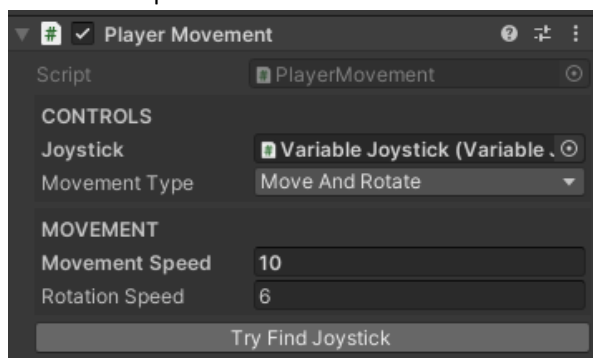 # Player Movement
Script # PlayerMovement
CONTROLS
Joystick # Variable Joystick (Variable
Movement Type Move And Rotate
MOVEMENT
Movement Speed 10
Rotation Speed 6
Try Find Joystick